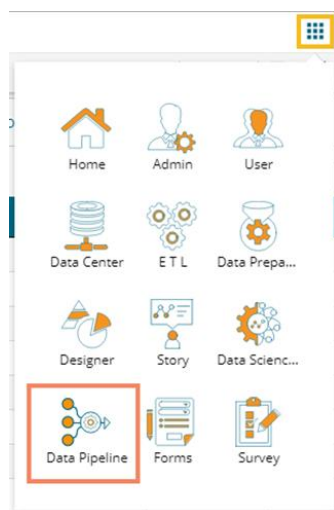 Home Admin User
Data Center E T L Data Prepa...
Designer Story Data Scienc...
Data Pipeline Forms Survey